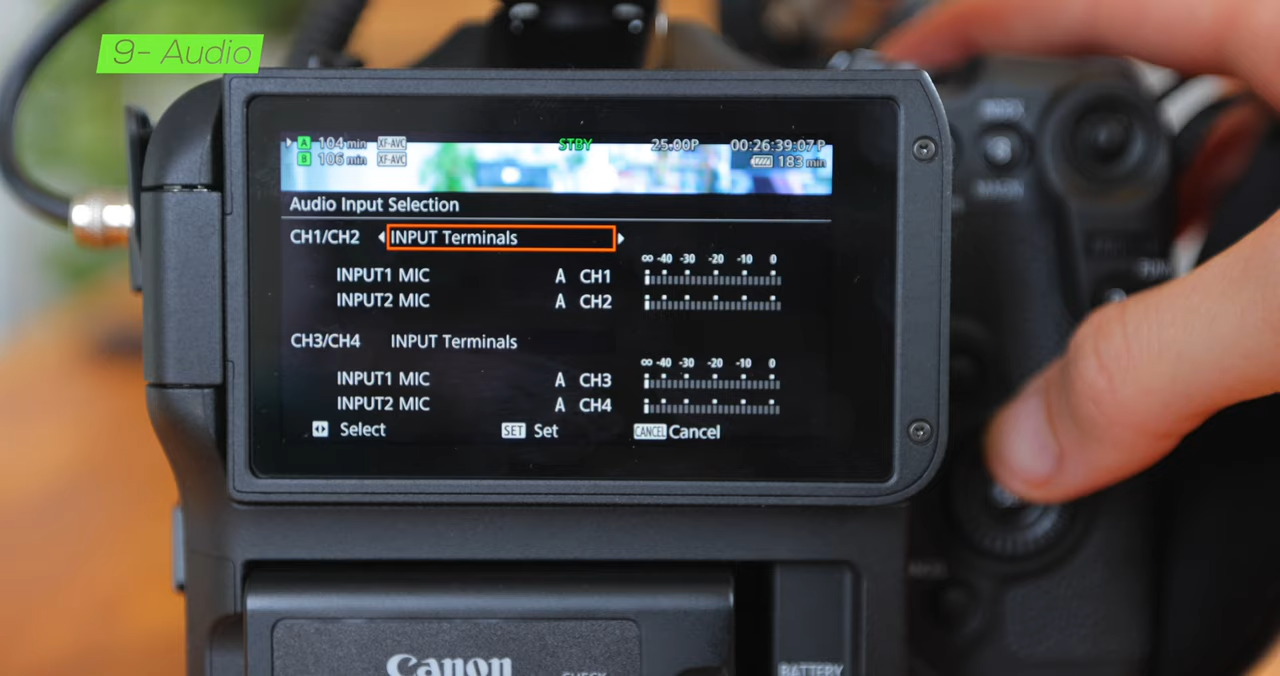 9- Audio
A 104 min XF-AVC STBY 25.00P 00:26:39:07 P
B 106 min XF-AVC 183 min
Audio Input Selection
CH1/CH2 INPUT Terminals
∞ -40 -30 -20 -10 0
INPUT1 MIC A CH1
INPUT2 MIC A CH2
CH3/CH4 INPUT Terminals
∞ -40 -30 -20 -10 0
INPUT1 MIC A CH3
INPUT2 MIC A CH4
Select SET Set CANCEL Cancel
Canon
CHECK
BATTERY